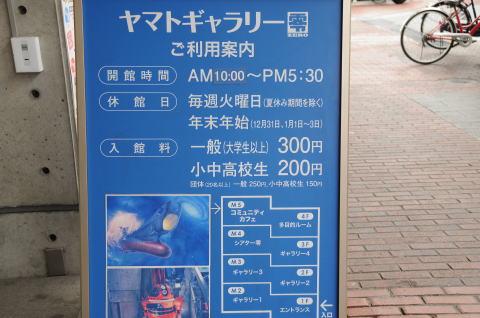 ヤマトギャラリー零
ZERO
ご利用案内
開館時間 AM10:00～PM5:30
休館日 毎週火曜日(夏休み期間を除く)
年末年始(12月31日、1月1日～3日)
入館料 一般(大学生以上) 300円
小中高校生 200円
団体(20名以上) 一般 250円、小中高校生 150円
M5
コミュニティ
カフェ
4F
多目的ルーム
M4
シアター零
3F
ギャラリー4
M3
ギャラリー3
2F
ギャラリー2
M2
ギャラリー1
1F
エントランス
入口